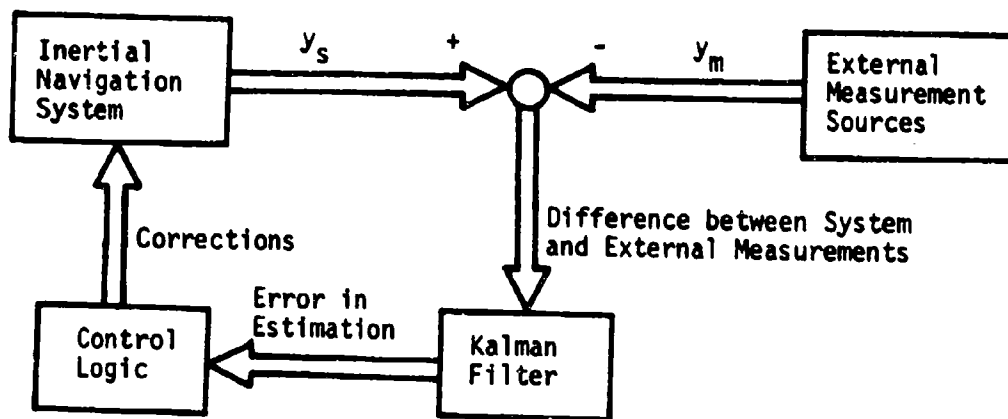 Inertial
Navigation
System
y_s
+
-
y_m
External
Measurement
Sources
Difference between System
and External Measurements
Corrections
Error in
Estimation
Control
Logic
Kalman
Filter